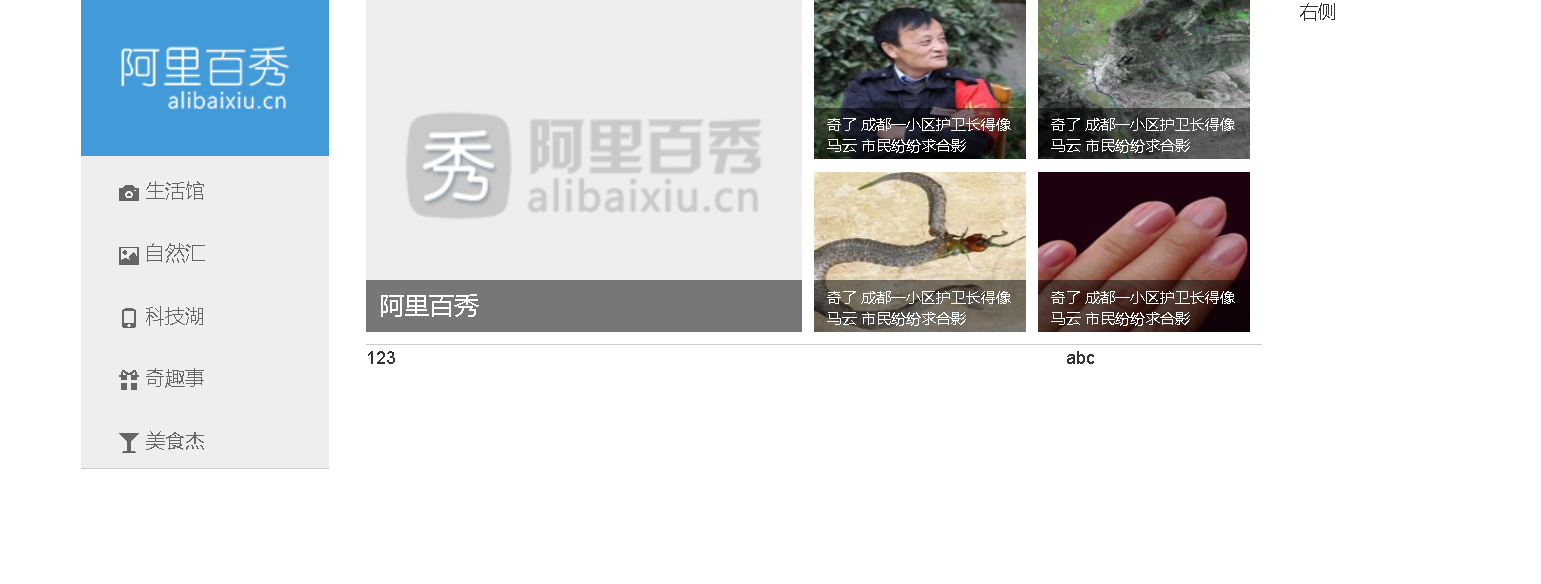 阿里百秀
alibaixiu.cn
生活馆
自然汇
科技湖
奇趣事
美食杰
秀 阿里百秀
alibaixiu.cn
阿里百秀
奇了 成都一小区护卫长得像
马云 市民纷纷求合影
奇了 成都一小区护卫长得像
马云 市民纷纷求合影
奇了 成都一小区护卫长得像
马云 市民纷纷求合影
奇了 成都一小区护卫长得像
马云 市民纷纷求合影
123
abc
右侧